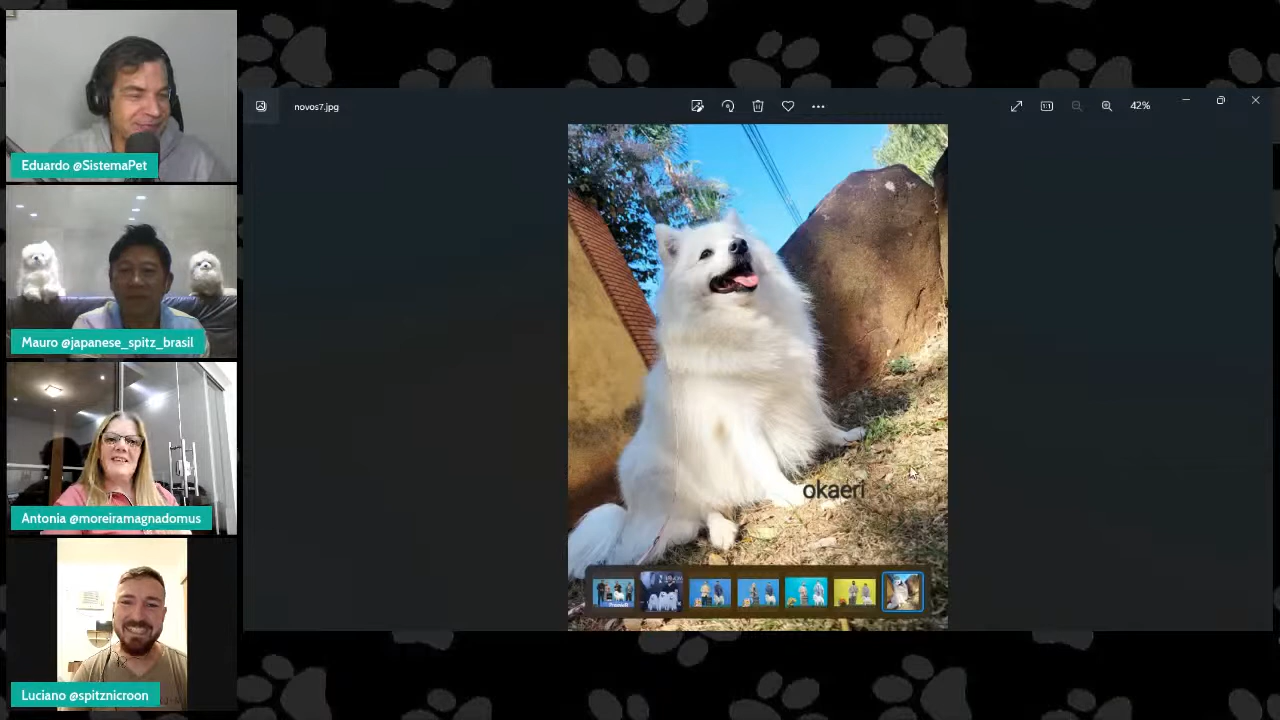 Eduardo @SistemaPet
Mauro @japanese_spitz_brasil
Antonia @moreiramagnadomus
Luciano @spitznicroon
novos7.jpg
42%
okaeri